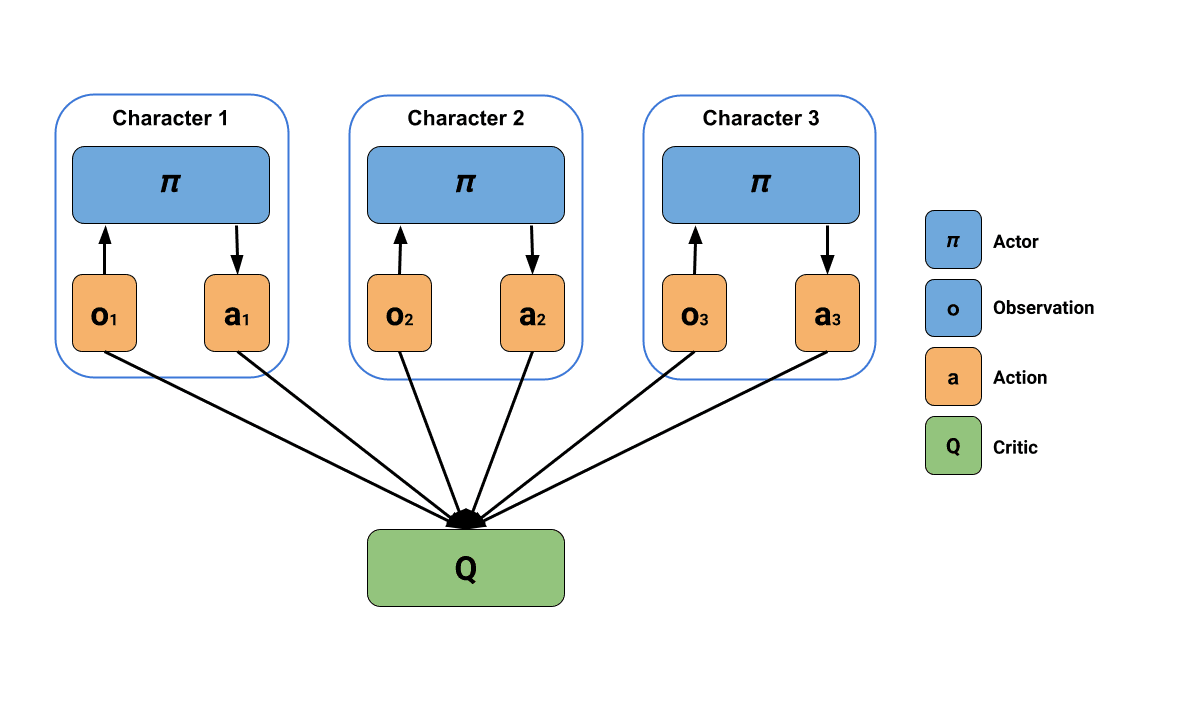 Character 1
Character 2
Character 3
π
π
π
o1
a1
o2
a2
o3
a3
Q
π Actor
o Observation
a Action
Q Critic